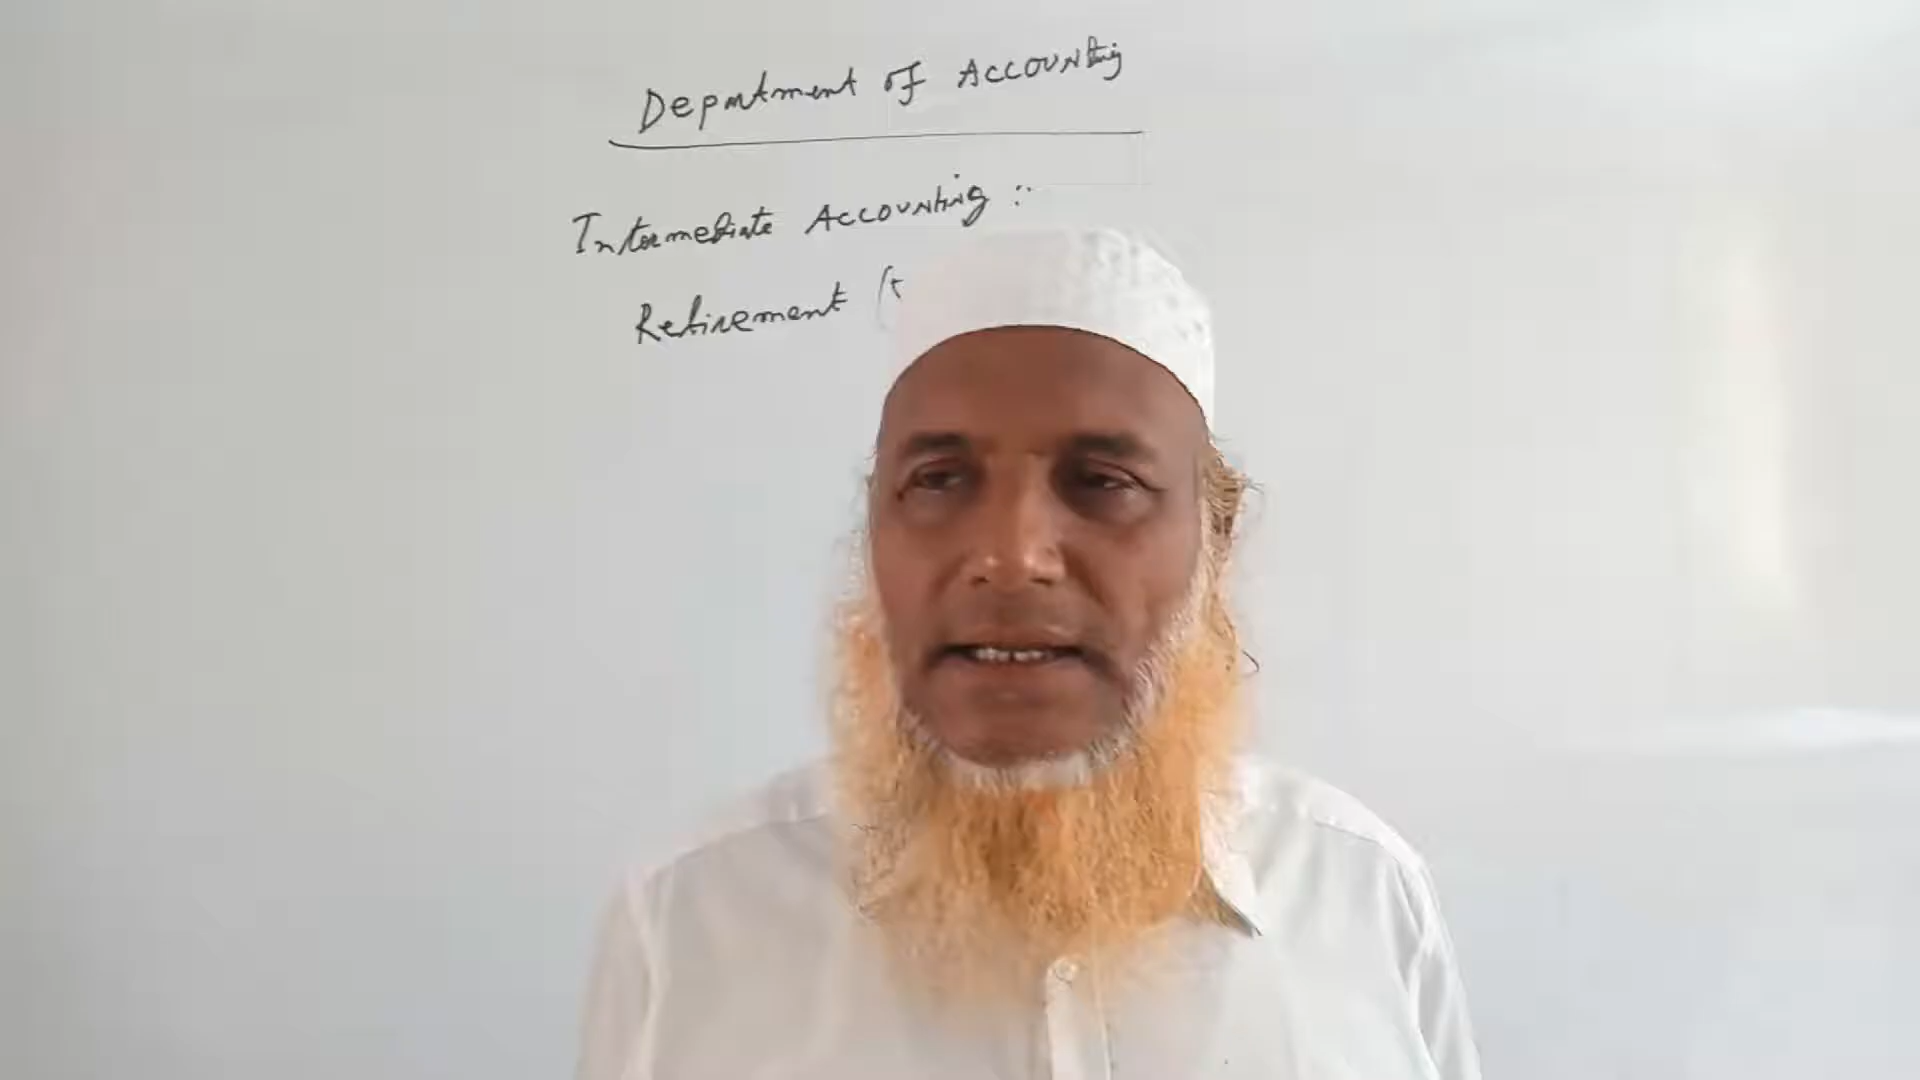 Department of Accounting
Intermediate Accounting :
Retirement